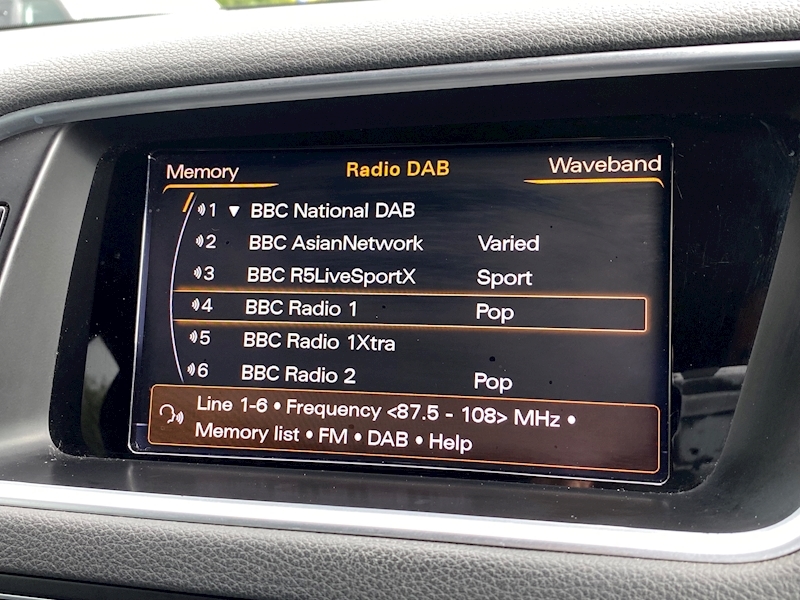 Memory Radio DAB Waveband
1 ▼ BBC National DAB
2 BBC AsianNetwork Varied
3 BBC R5LiveSportX Sport
4 BBC Radio 1 Pop
5 BBC Radio 1Xtra
6 BBC Radio 2 Pop
Line 1-6 • Frequency <87.5 - 108> MHz •
Memory list • FM • DAB • Help